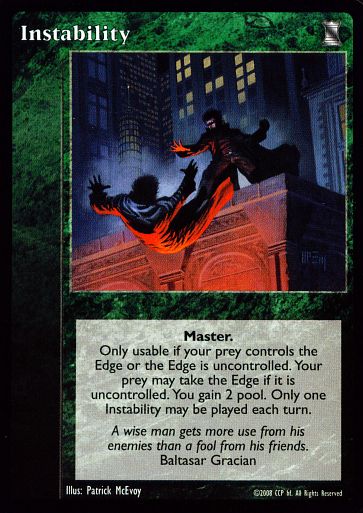 Instability
Master.
Only usable if your prey controls the
Edge or the Edge is uncontrolled. Your
prey may take the Edge if it is
uncontrolled. You gain 2 pool. Only one
Instability may be played each turn.
A wise man gets more use from his
enemies than a fool from his friends.
Baltasar Gracian
Illus: Patrick McEvoy
©2008 CCP hf. All Rights Reserved